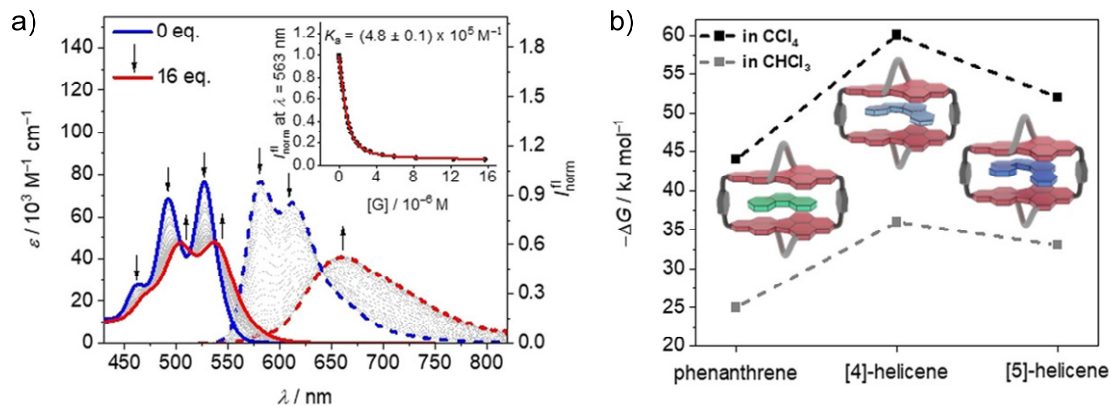 a)
0 eq.
16 eq.
Kₐ = (4.8 ± 0.1) x 10⁵ M⁻¹
I^fl_norm at λ = 563 nm
1.2
1.0
0.8
0.6
0.4
0.2
0.0
0 4 8 12 16
[G] / 10⁻⁶ M
ε / 10³ M⁻¹ cm⁻¹
140
120
100
80
60
40
20
0
1.8
1.5
1.2
0.9
0.6
0.3
0.0
I^fl_norm
450 500 550 600 650 700 750 800
λ / nm
b)
in CCl₄
in CHCl₃
−ΔG / kJ mol⁻¹
60
55
50
45
40
35
30
25
20
phenanthrene [4]-helicene [5]-helicene